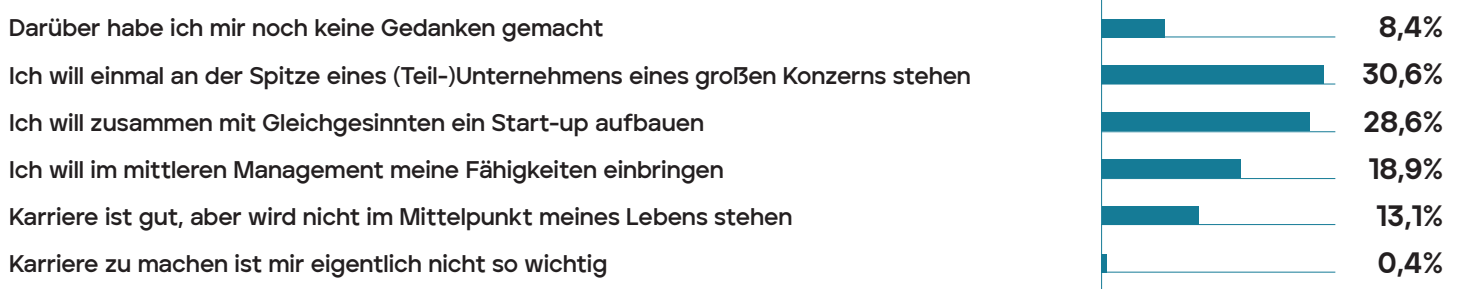 Darüber habe ich mir noch keine Gedanken gemacht 8,4%
Ich will einmal an der Spitze eines (Teil-)Unternehmens eines großen Konzerns stehen 30,6%
Ich will zusammen mit Gleichgesinnten ein Start-up aufbauen 28,6%
Ich will im mittleren Management meine Fähigkeiten einbringen 18,9%
Karriere ist gut, aber wird nicht im Mittelpunkt meines Lebens stehen 13,1%
Karriere zu machen ist mir eigentlich nicht so wichtig 0,4%